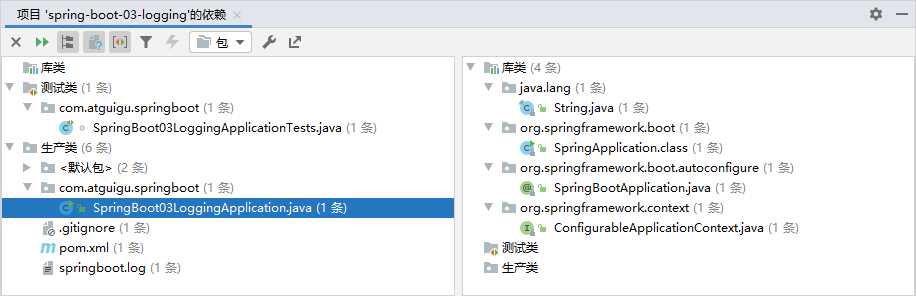 项目 'spring-boot-03-logging'的依赖
包
库类
测试类 (1 条)
com.atguigu.springboot (1 条)
SpringBoot03LoggingApplicationTests.java (1 条)
生产类 (6 条)
<默认包> (2 条)
com.atguigu.springboot (1 条)
SpringBoot03LoggingApplication.java (1 条)
.gitignore (1 条)
pom.xml (1 条)
springboot.log (1 条)
库类 (4 条)
java.lang (1 条)
String.java (1 条)
org.springframework.boot (1 条)
SpringApplication.class (1 条)
org.springframework.boot.autoconfigure (1 条)
SpringBootApplication.java (1 条)
org.springframework.context (1 条)
ConfigurableApplicationContext.java (1 条)
测试类
生产类